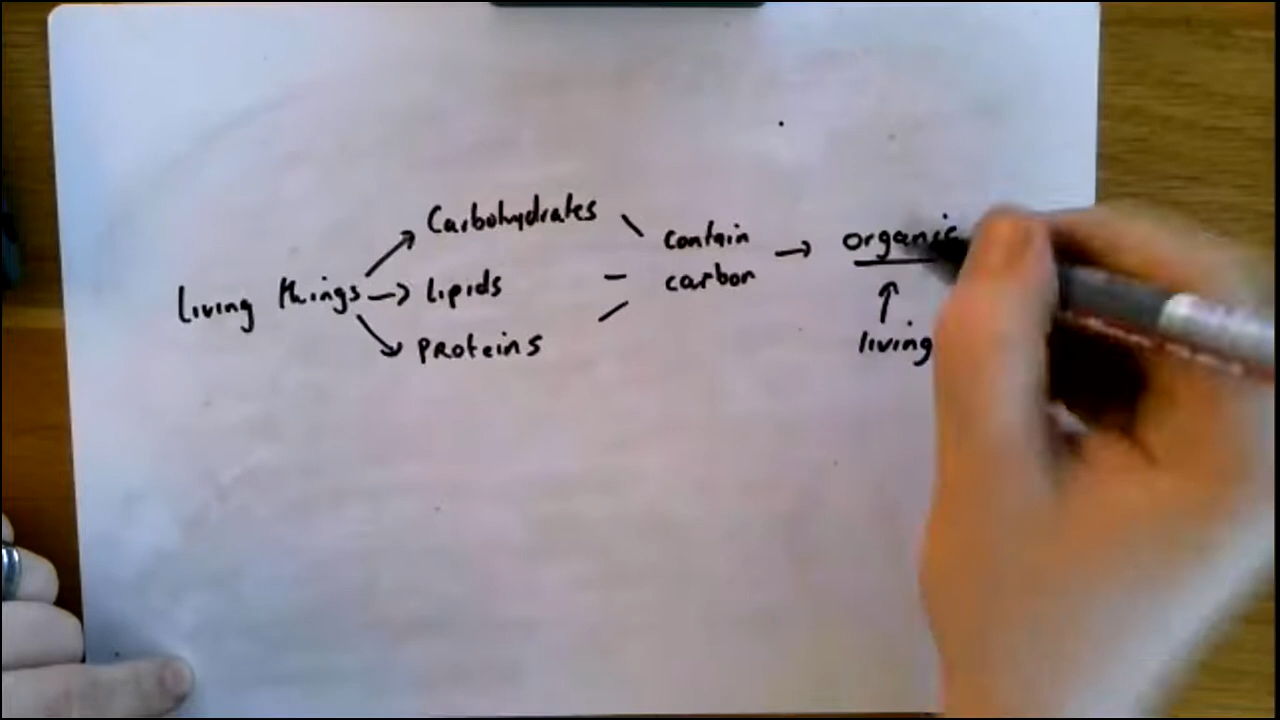 Carbohydrates
living things
lipids
Proteins
contain
carbon
organic
living